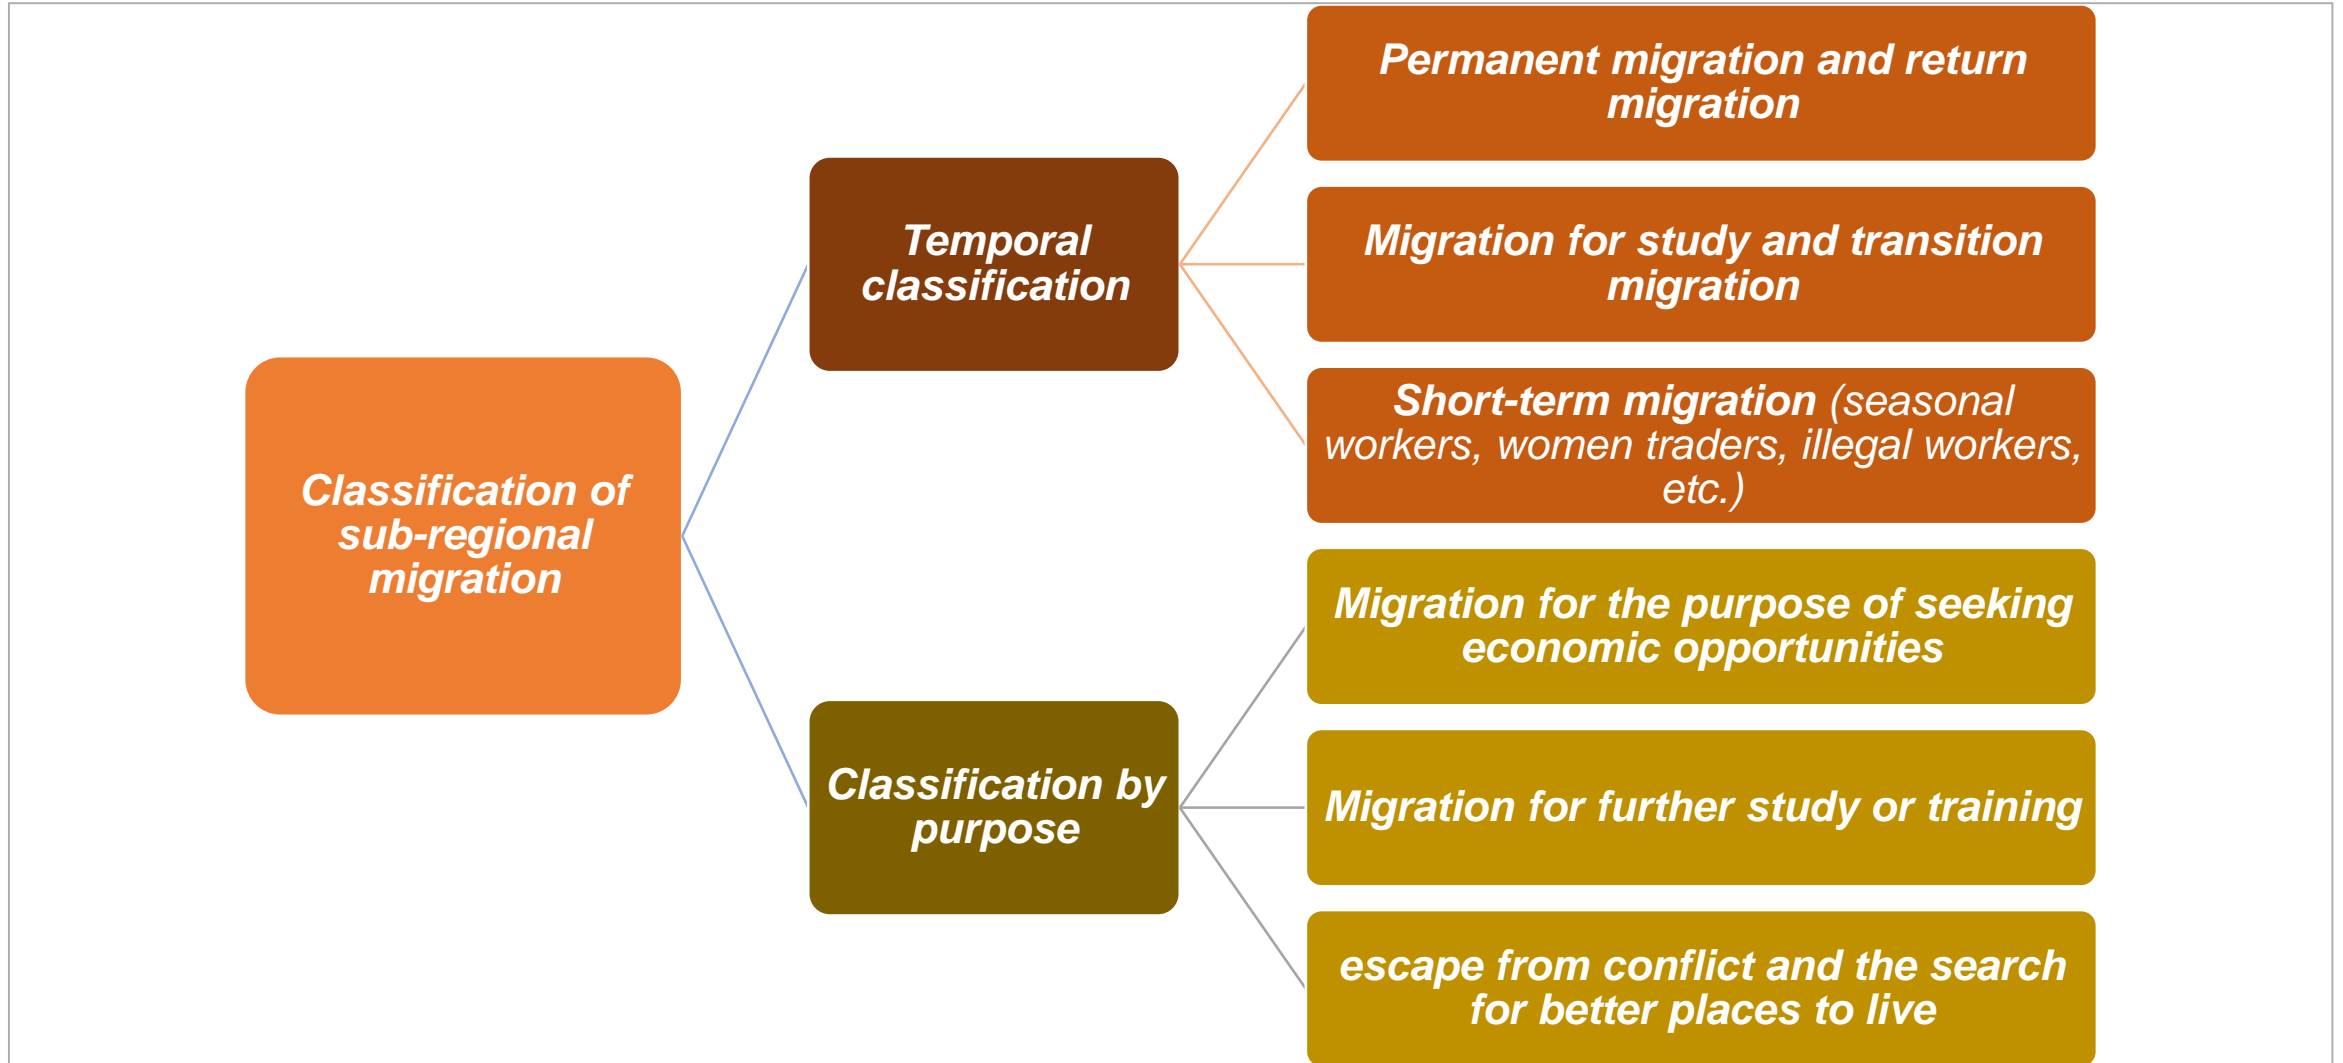 Permanent migration and return
migration
Temporal
classification
Migration for study and transition
migration
Short-term migration (seasonal
workers, women traders, illegal workers,
etc.)
Classification of
sub-regional
migration
Migration for the purpose of seeking
economic opportunities
Classification by
purpose
Migration for further study or training
escape from conflict and the search
for better places to live